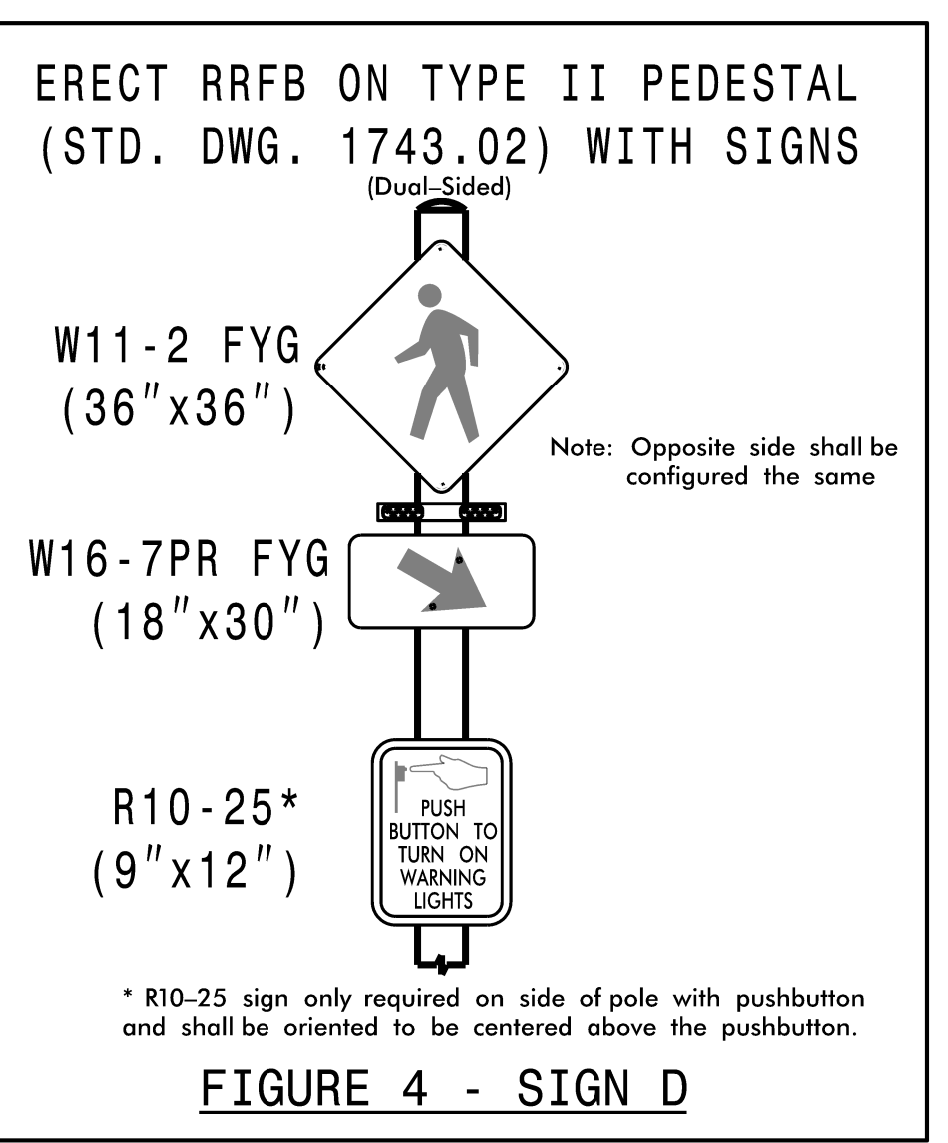 ERECT RRFB ON TYPE II PEDESTAL
(STD. DWG. 1743.02) WITH SIGNS
(Dual–Sided)
W11-2 FYG
(36"x36")
Note: Opposite side shall be
configured the same
W16-7PR FYG
(18"x30")
R10-25*
(9"x12")
PUSH
BUTTON TO
TURN ON
WARNING
LIGHTS
* R10–25 sign only required on side of pole with pushbutton
and shall be oriented to be centered above the pushbutton.
FIGURE 4 - SIGN D